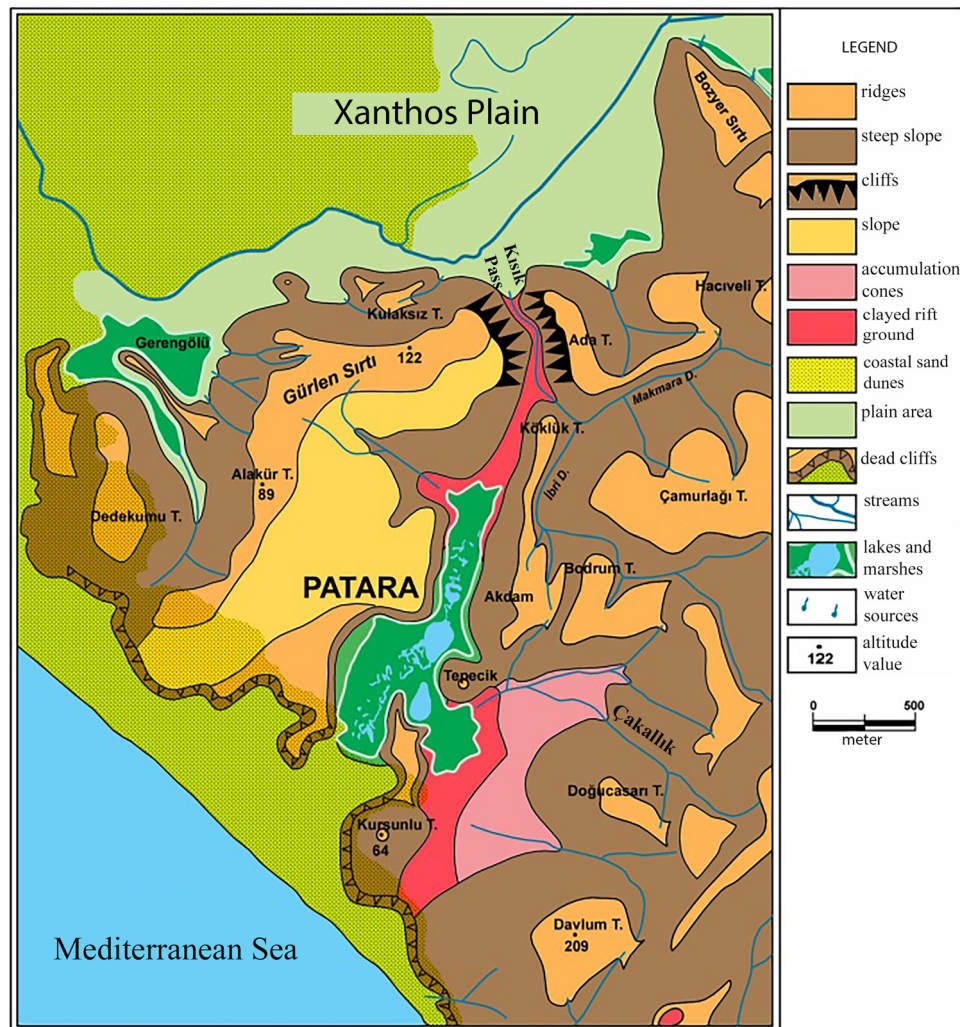 Xanthos Plain
Bozyer Sırtı
Kısık
Pass
Hacıveli T.
Kulaksız T.
Gerengölü
Ada T.
122
Gürlen Sırtı
Makmara D.
Köklük T.
Alakür T.
89
İbri D.
Çamurlağı T.
Dedekumu T.
Bodrum T.
PATARA
Akdam
Tepecik
Çakallık
Doğucasarı T.
Kurşunlu T.
64
Davlum T.
209
Mediterranean Sea
LEGEND
ridges
steep slope
cliffs
slope
accumulation
cones
clayed rift
ground
coastal sand
dunes
plain area
dead cliffs
streams
lakes and
marshes
water
sources
altitude
value
122
0 500
meter